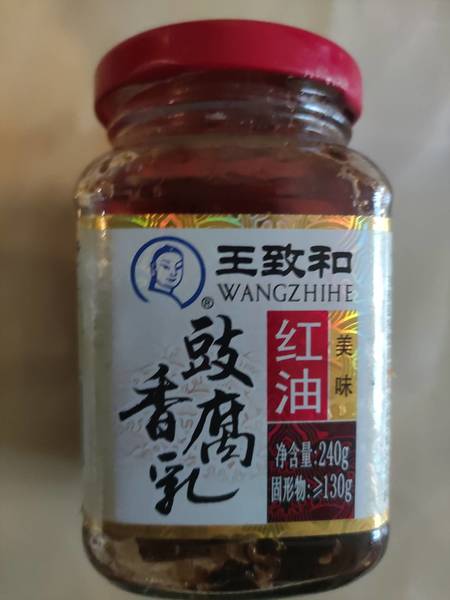 王致和
®
WANGZHIHE
红油
美味
豉香
腐乳
净含量:240g
固形物:≥130g